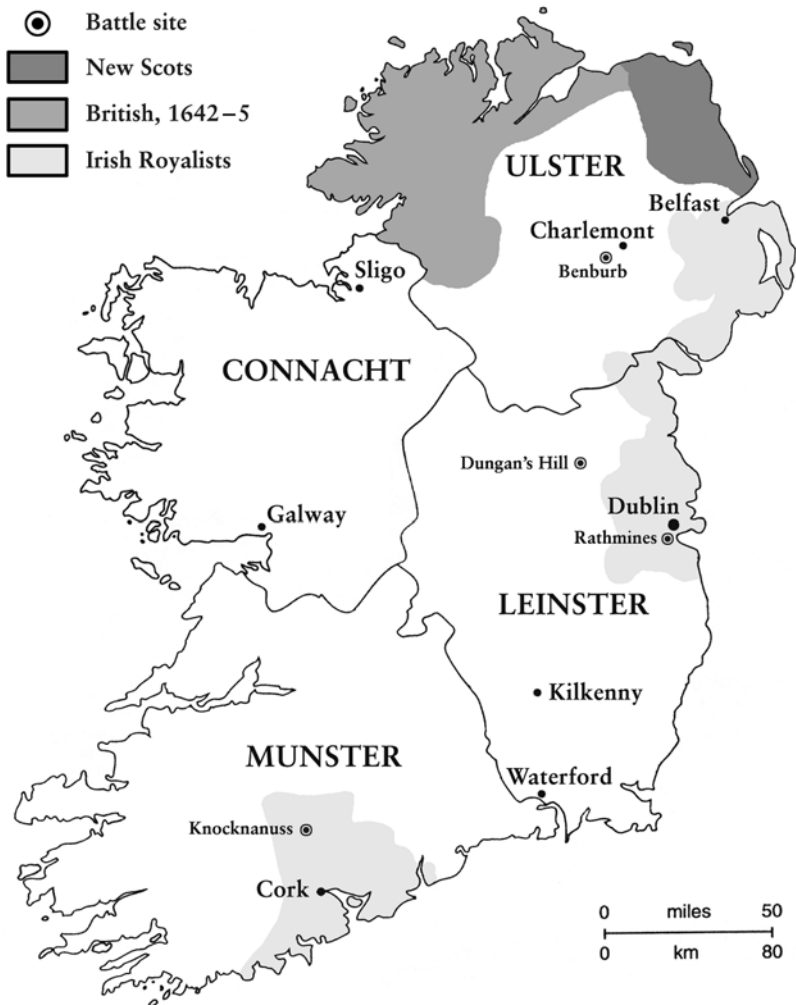 Battle site
New Scots
British, 1642–5
Irish Royalists
ULSTER
Belfast
Charlemont
Benburb
Sligo
CONNACHT
Dungan's Hill
Dublin
Galway
Rathmines
LEINSTER
Kilkenny
MUNSTER
Waterford
Knocknanuss
Cork
0 miles 50
0 km 80